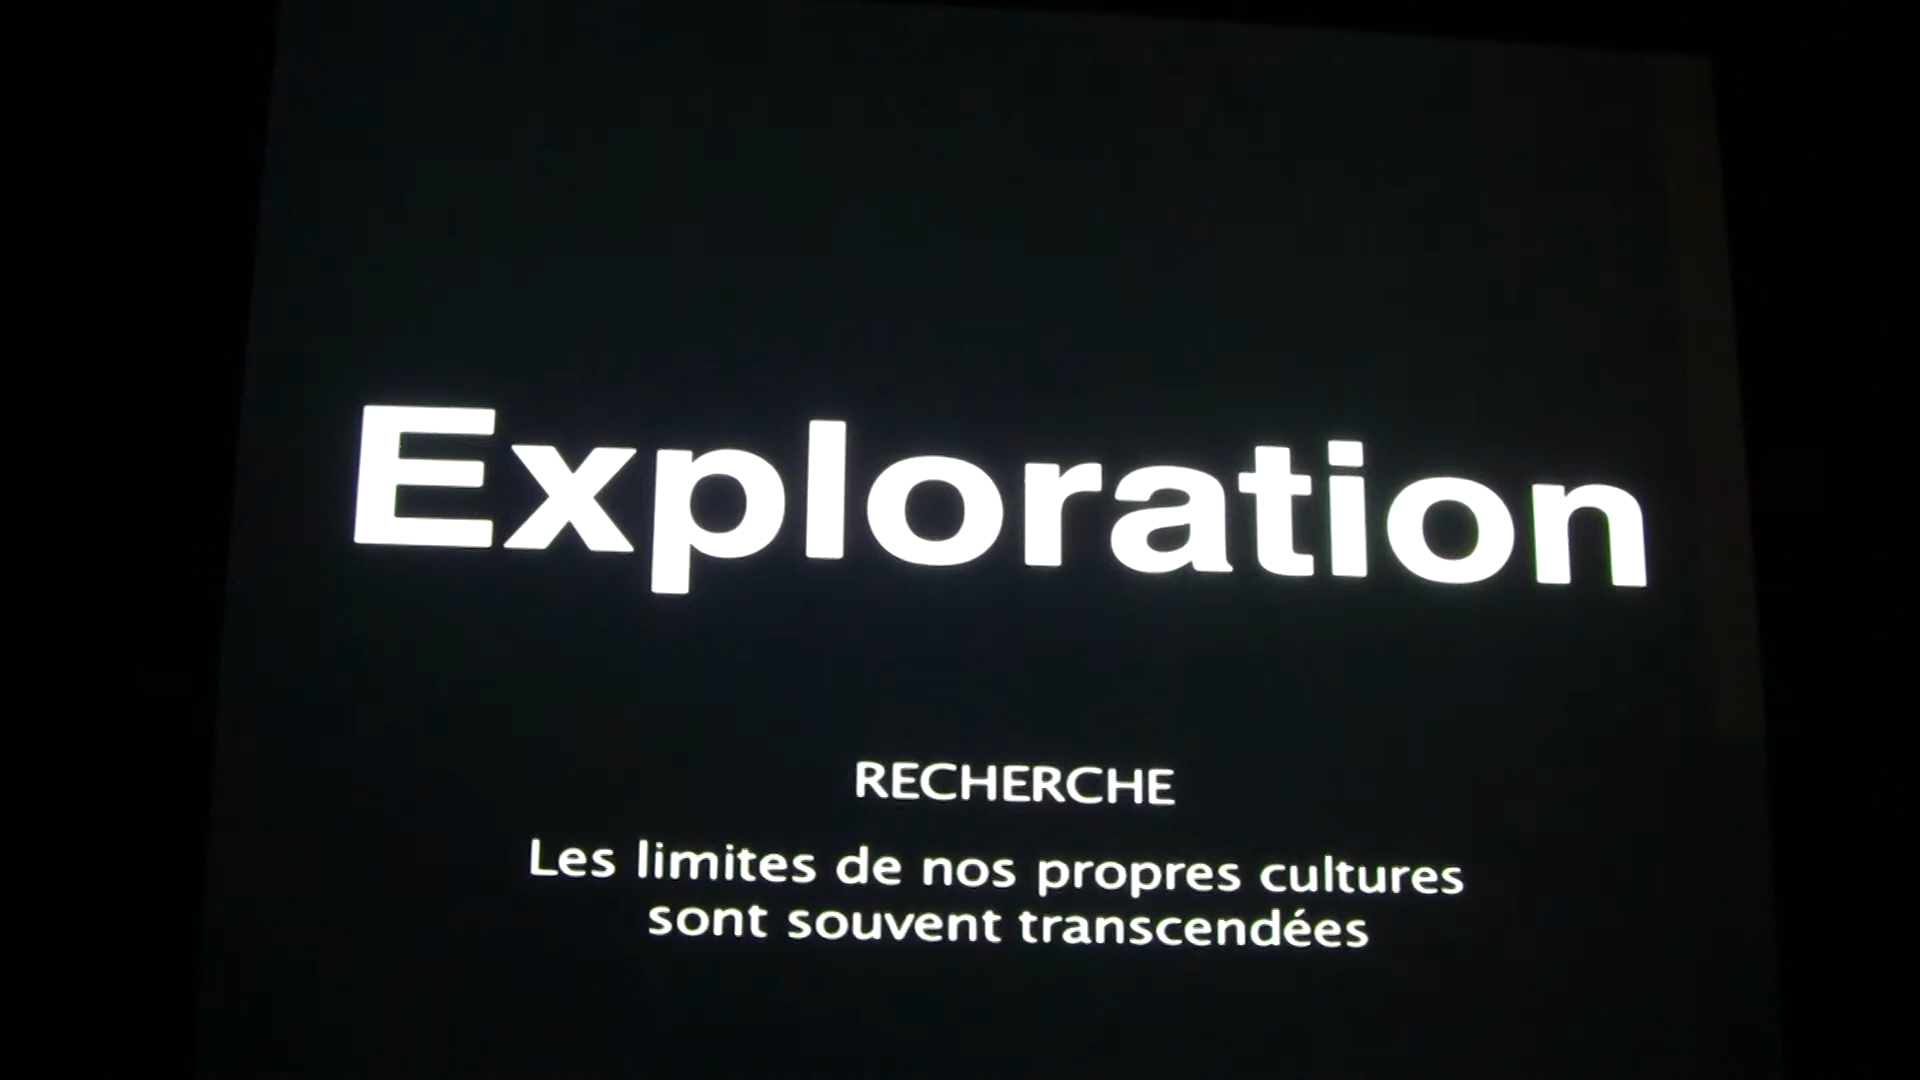 Exploration
RECHERCHE
Les limites de nos propres cultures
sont souvent transcendées